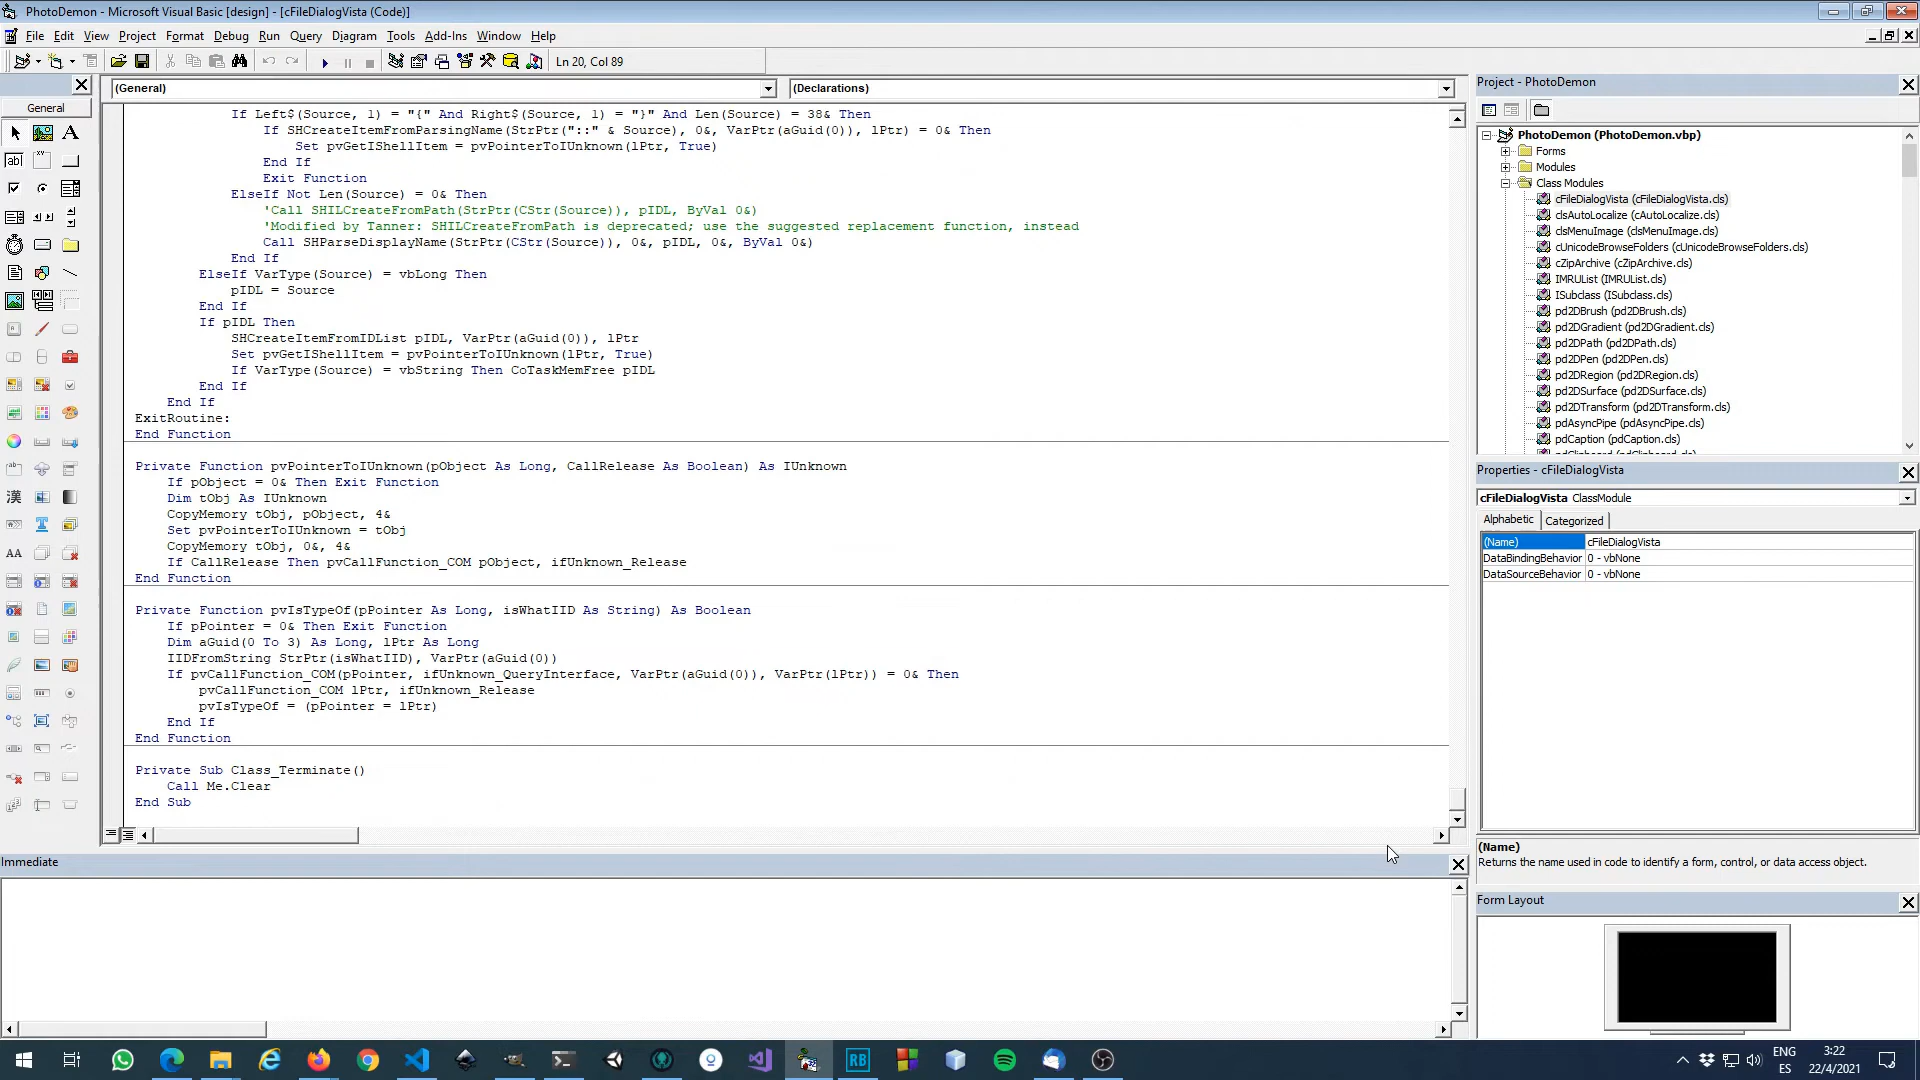 PhotoDemon - Microsoft Visual Basic [design] - [cFileDialogVista (Code)]
File Edit View Project Format Debug Run Query Diagram Tools Add-Ins Window Help
Ln 20, Col 89
General
(General)
(Declarations)
If Left$(Source, 1) = "{" And Right$(Source, 1) = "}" And Len(Source) = 38& Then
If SHCreateItemFromParsingName(StrPtr("::" & Source), 0&, VarPtr(aGuid(0)), lPtr) = 0& Then
Set pvGetIShellItem = pvPointerToIUnknown(lPtr, True)
End If
Exit Function
ElseIf Not Len(Source) = 0& Then
'Call SHILCreateFromPath(StrPtr(CStr(Source)), pIDL, ByVal 0&)
'Modified by Tanner: SHILCreateFromPath is deprecated; use the suggested replacement function, instead
Call SHParseDisplayName(StrPtr(CStr(Source)), 0&, pIDL, 0&, ByVal 0&)
End If
ElseIf VarType(Source) = vbLong Then
pIDL = Source
End If
If pIDL Then
SHCreateItemFromIDList pIDL, VarPtr(aGuid(0)), lPtr
Set pvGetIShellItem = pvPointerToIUnknown(lPtr, True)
If VarType(Source) = vbString Then CoTaskMemFree pIDL
End If
End If
ExitRoutine:
End Function
Private Function pvPointerToIUnknown(pObject As Long, CallRelease As Boolean) As IUnknown
If pObject = 0& Then Exit Function
Dim tObj As IUnknown
CopyMemory tObj, pObject, 4&
Set pvPointerToIUnknown = tObj
CopyMemory tObj, 0&, 4&
If CallRelease Then pvCallFunction_COM pObject, ifUnknown_Release
End Function
Private Function pvIsTypeOf(pPointer As Long, isWhatIID As String) As Boolean
If pPointer = 0& Then Exit Function
Dim aGuid(0 To 3) As Long, lPtr As Long
IIDFromString StrPtr(isWhatIID), VarPtr(aGuid(0))
If pvCallFunction_COM(pPointer, ifUnknown_QueryInterface, VarPtr(aGuid(0)), VarPtr(lPtr)) = 0& Then
pvCallFunction_COM lPtr, ifUnknown_Release
pvIsTypeOf = (pPointer = lPtr)
End If
End Function
Private Sub Class_Terminate()
Call Me.Clear
End Sub
Immediate
Project - PhotoDemon
PhotoDemon (PhotoDemon.vbp)
Forms
Modules
Class Modules
cFileDialogVista (cFileDialogVista.cls)
clsAutoLocalize (cAutoLocalize.cls)
clsMenuImage (clsMenuImage.cls)
cUnicodeBrowseFolders (cUnicodeBrowseFolders.cls)
cZipArchive (cZipArchive.cls)
IMRUList (IMRUList.cls)
ISubclass (ISubclass.cls)
pd2DBrush (pd2DBrush.cls)
pd2DGradient (pd2DGradient.cls)
pd2DPath (pd2DPath.cls)
pd2DPen (pd2DPen.cls)
pd2DRegion (pd2DRegion.cls)
pd2DSurface (pd2DSurface.cls)
pd2DTransform (pd2DTransform.cls)
pdAsyncPipe (pdAsyncPipe.cls)
pdCaption (pdCaption.cls)
pdClipboard (pdClipboard.cls)
Properties - cFileDialogVista
cFileDialogVista ClassModule
Alphabetic Categorized
(Name) cFileDialogVista
DataBindingBehavior 0 - vbNone
DataSourceBehavior 0 - vbNone
(Name)
Returns the name used in code to identify a form, control, or data access object.
Form Layout
RB
ENG
ES
3:22
22/4/2021